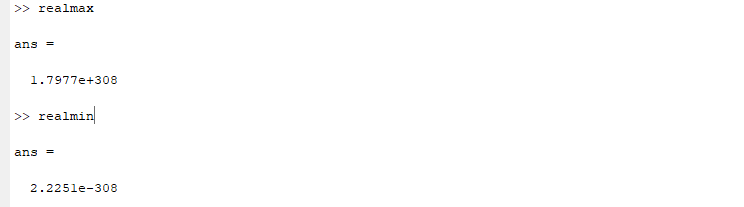 >> realmax
ans =
1.7977e+308
>> realmin
ans =
2.2251e-308